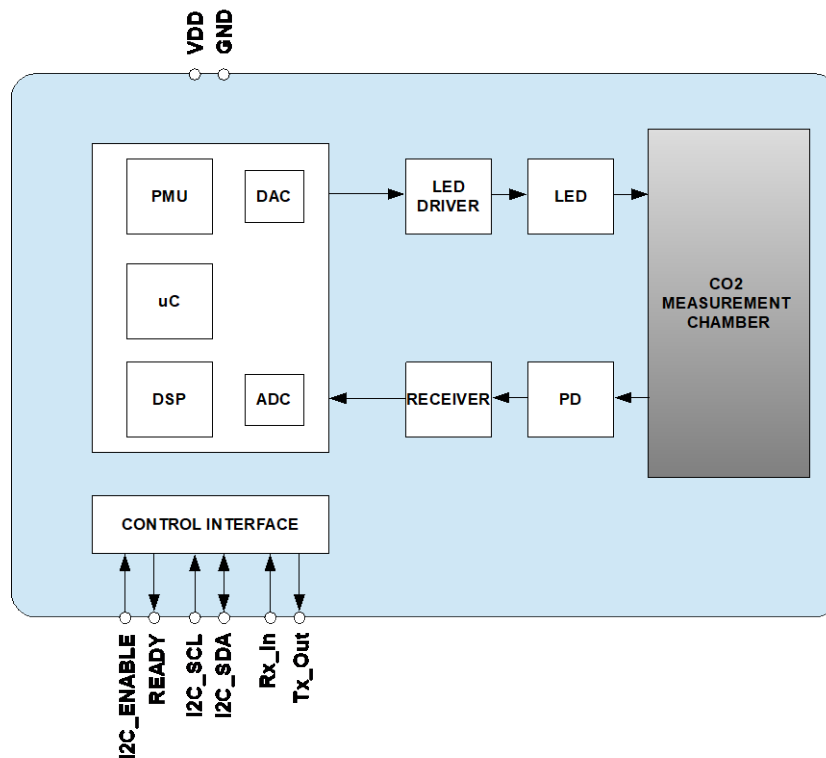 VDD
GND
PMU
DAC
LED
DRIVER
LED
uC
CO2
MEASUREMENT
CHAMBER
DSP
ADC
RECEIVER
PD
CONTROL INTERFACE
I2C_ENABLE
READY
I2C_SCL
I2C_SDA
Rx_In
Tx_Out